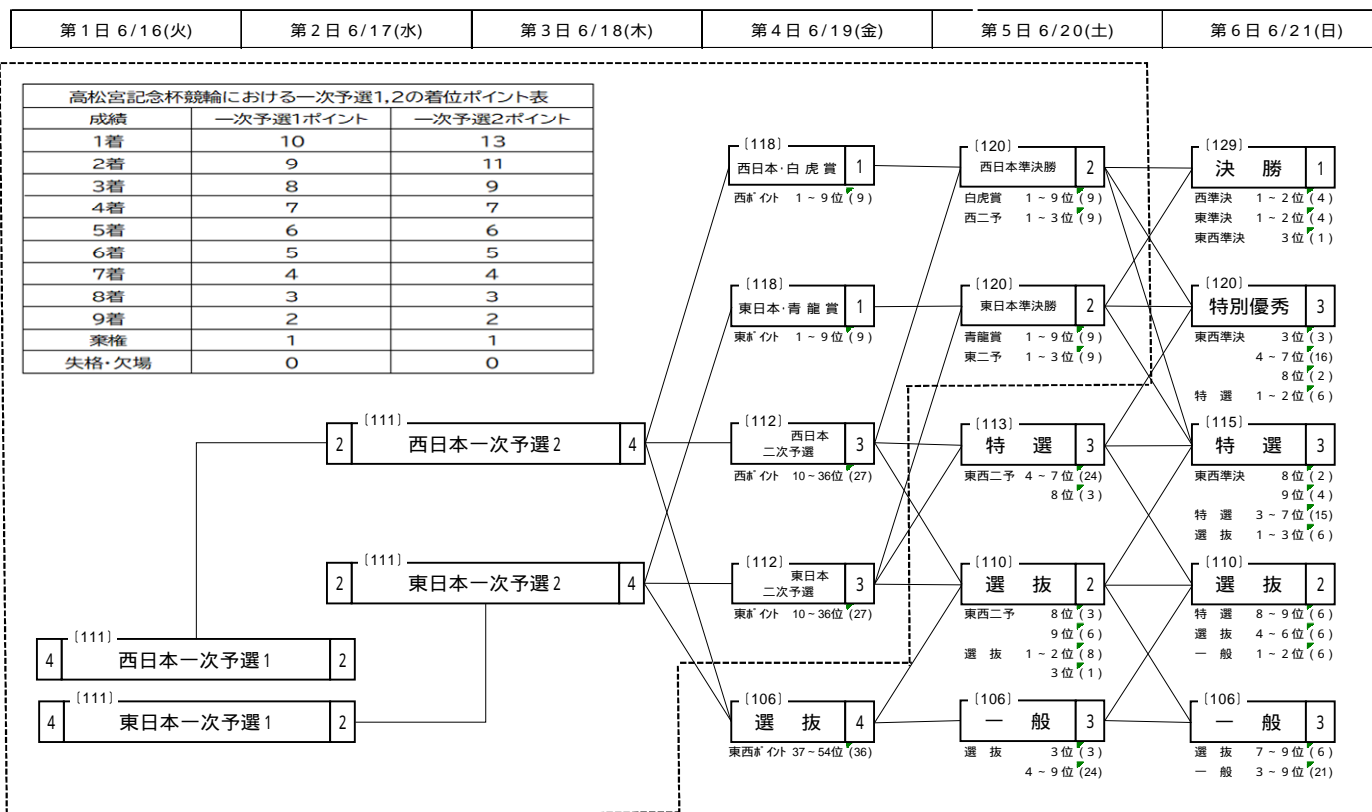 第1日 6/16(火) 第2日 6/17(水) 第3日 6/18(木) 第4日 6/19(金) 第5日 6/20(土) 第6日 6/21(日)
高松宮記念杯競輪における一次予選1,2の着位ポイント表
成績 一次予選1ポイント 一次予選2ポイント
1着 10 13
2着 9 11
3着 8 9
4着 7 7
5着 6 6
6着 5 5
7着 4 4
8着 3 3
9着 2 2
棄権 1 1
失格・欠場 0 0
[111]
4 西日本一次予選1 2
[111]
4 東日本一次予選1 2
[111]
2 西日本一次予選2 4
[111]
2 東日本一次予選2 4
[118]
西日本・白虎賞 1
西ポイント 1~9位(9)
[118]
東日本・青龍賞 1
東ポイント 1~9位(9)
[112]
西日本
二次予選 3
西ポイント 10~36位(27)
[112]
東日本
二次予選 3
東ポイント 10~36位(27)
[106]
選抜 4
東西ポイント 37~54位(36)
[120]
西日本準決勝 2
白虎賞 1~9位(9)
西二予 1~3位(9)
[120]
東日本準決勝 2
青龍賞 1~9位(9)
東二予 1~3位(9)
[113]
特選 3
東西二予 4~7位(24)
8位(3)
[110]
選抜 2
東西二予 8位(3)
9位(6)
選抜 1~2位(8)
3位(1)
[106]
一般 3
選抜 3位(3)
4~9位(24)
[129]
決勝 1
西準決 1~2位(4)
東準決 1~2位(4)
東西準決 3位(1)
[120]
特別優秀 3
東西準決 3位(3)
4~7位(16)
8位(2)
特選 1~2位(6)
[115]
特選 3
東西準決 8位(2)
9位(4)
特選 3~7位(15)
選抜 1~3位(6)
[110]
選抜 2
特選 8~9位(6)
選抜 4~6位(6)
一般 1~2位(6)
[106]
一般 3
選抜 7~9位(6)
一般 3~9位(21)